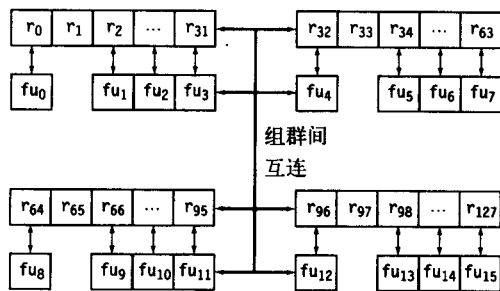 r0 r1 r2 … r31 r32 r33 r34 … r63
fu0 fu1 fu2 fu3 fu4 fu5 fu6 fu7
组群间
互连
r64 r65 r66 … r95 r96 r97 r98 … r127
fu8 fu9 fu10 fu11 fu12 fu13 fu14 fu15